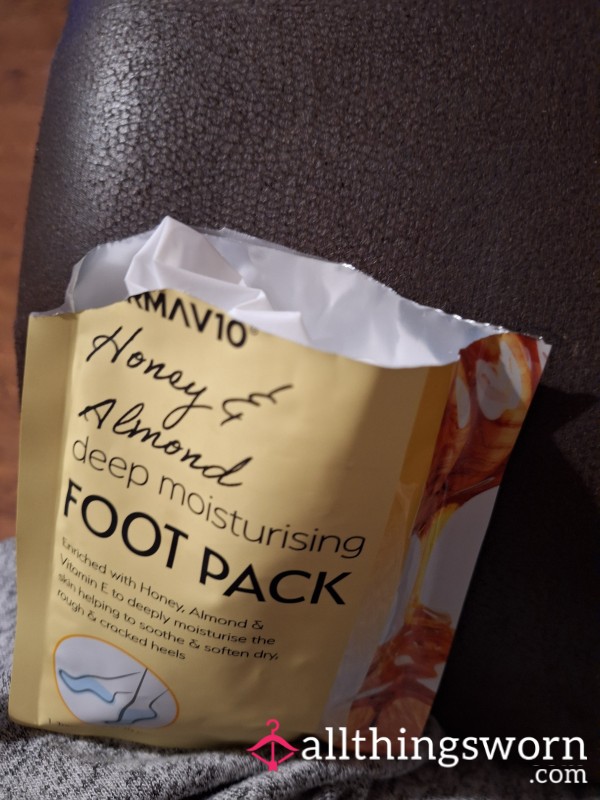 RMAV10®
Honey &
Almond
deep moisturising
FOOT PACK
Enriched with Honey, Almond &
Vitamin E to deeply moisturise the
skin helping to soothe & soften dry,
rough & cracked heels
allthingsworn
.com